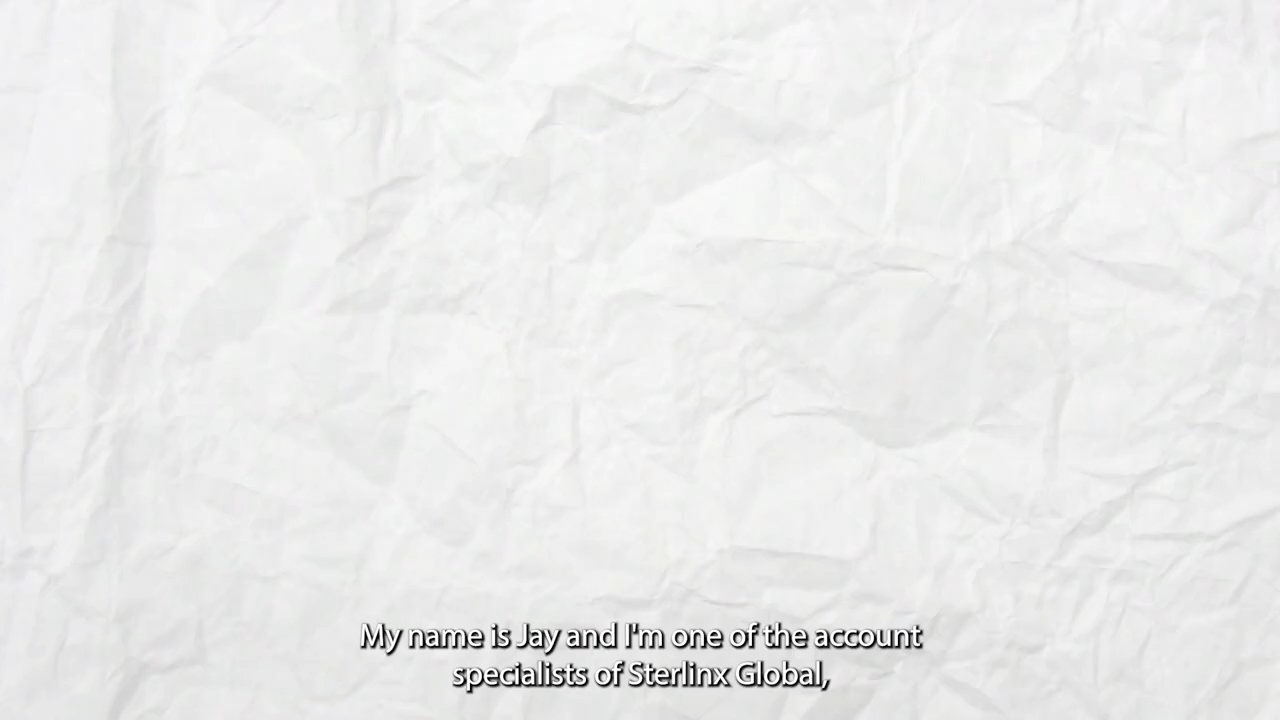 My name is Jay and I'm one of the account
specialists of Sterlinx Global,